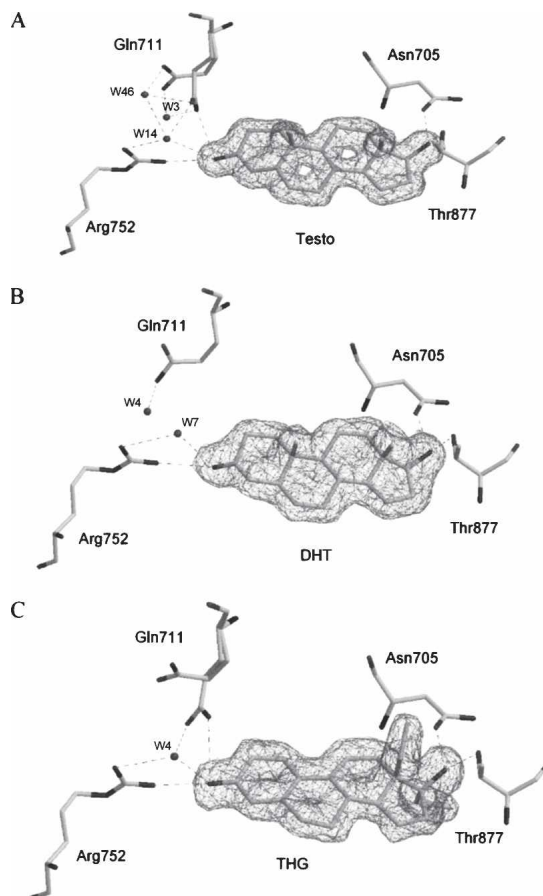 A
Gln711
Asn705
W46
W3
W14
Arg752
Testo
Thr877
B
Gln711
Asn705
W4
W7
Arg752
DHT
Thr877
C
Gln711
Asn705
W4
Arg752
THG
Thr877